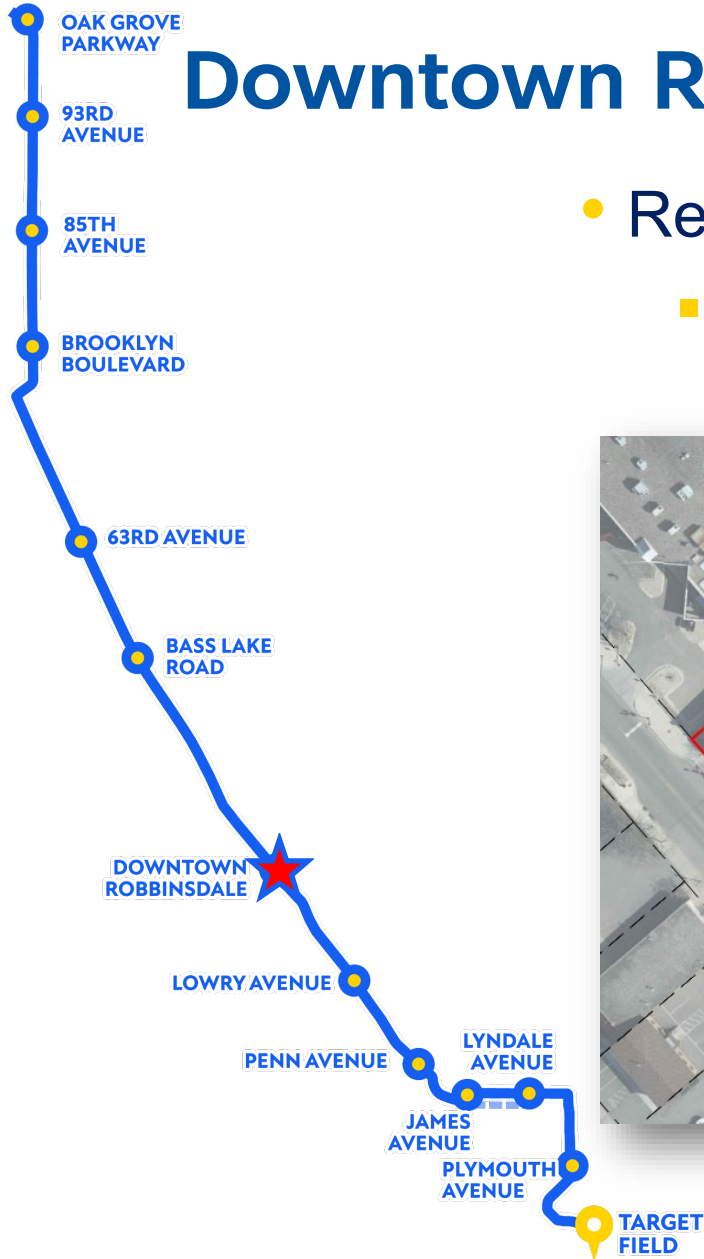 OAK GROVE
PARKWAY
Downtown R
93RD
AVENUE
Re
85TH
AVENUE
BROOKLYN
BOULEVARD
63RD AVENUE
BASS LAKE
ROAD
DOWNTOWN
ROBBINSDALE
LOWRY AVENUE
PENN AVENUE
LYNDALE
AVENUE
JAMES
AVENUE
PLYMOUTH
AVENUE
TARGET
FIELD